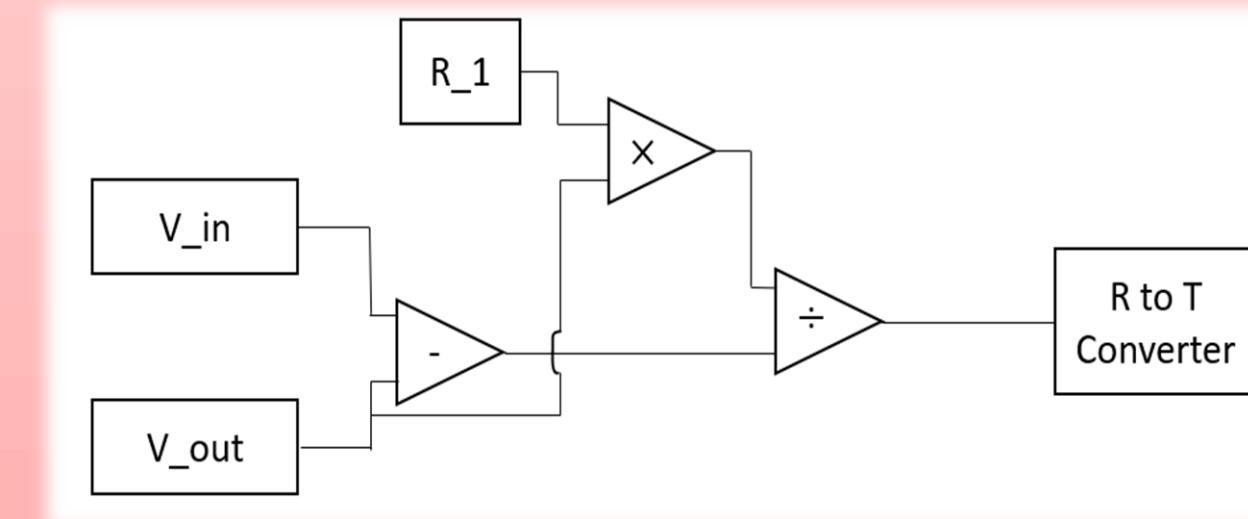 R_1
×
V_in
-
÷
R to T
Converter
V_out